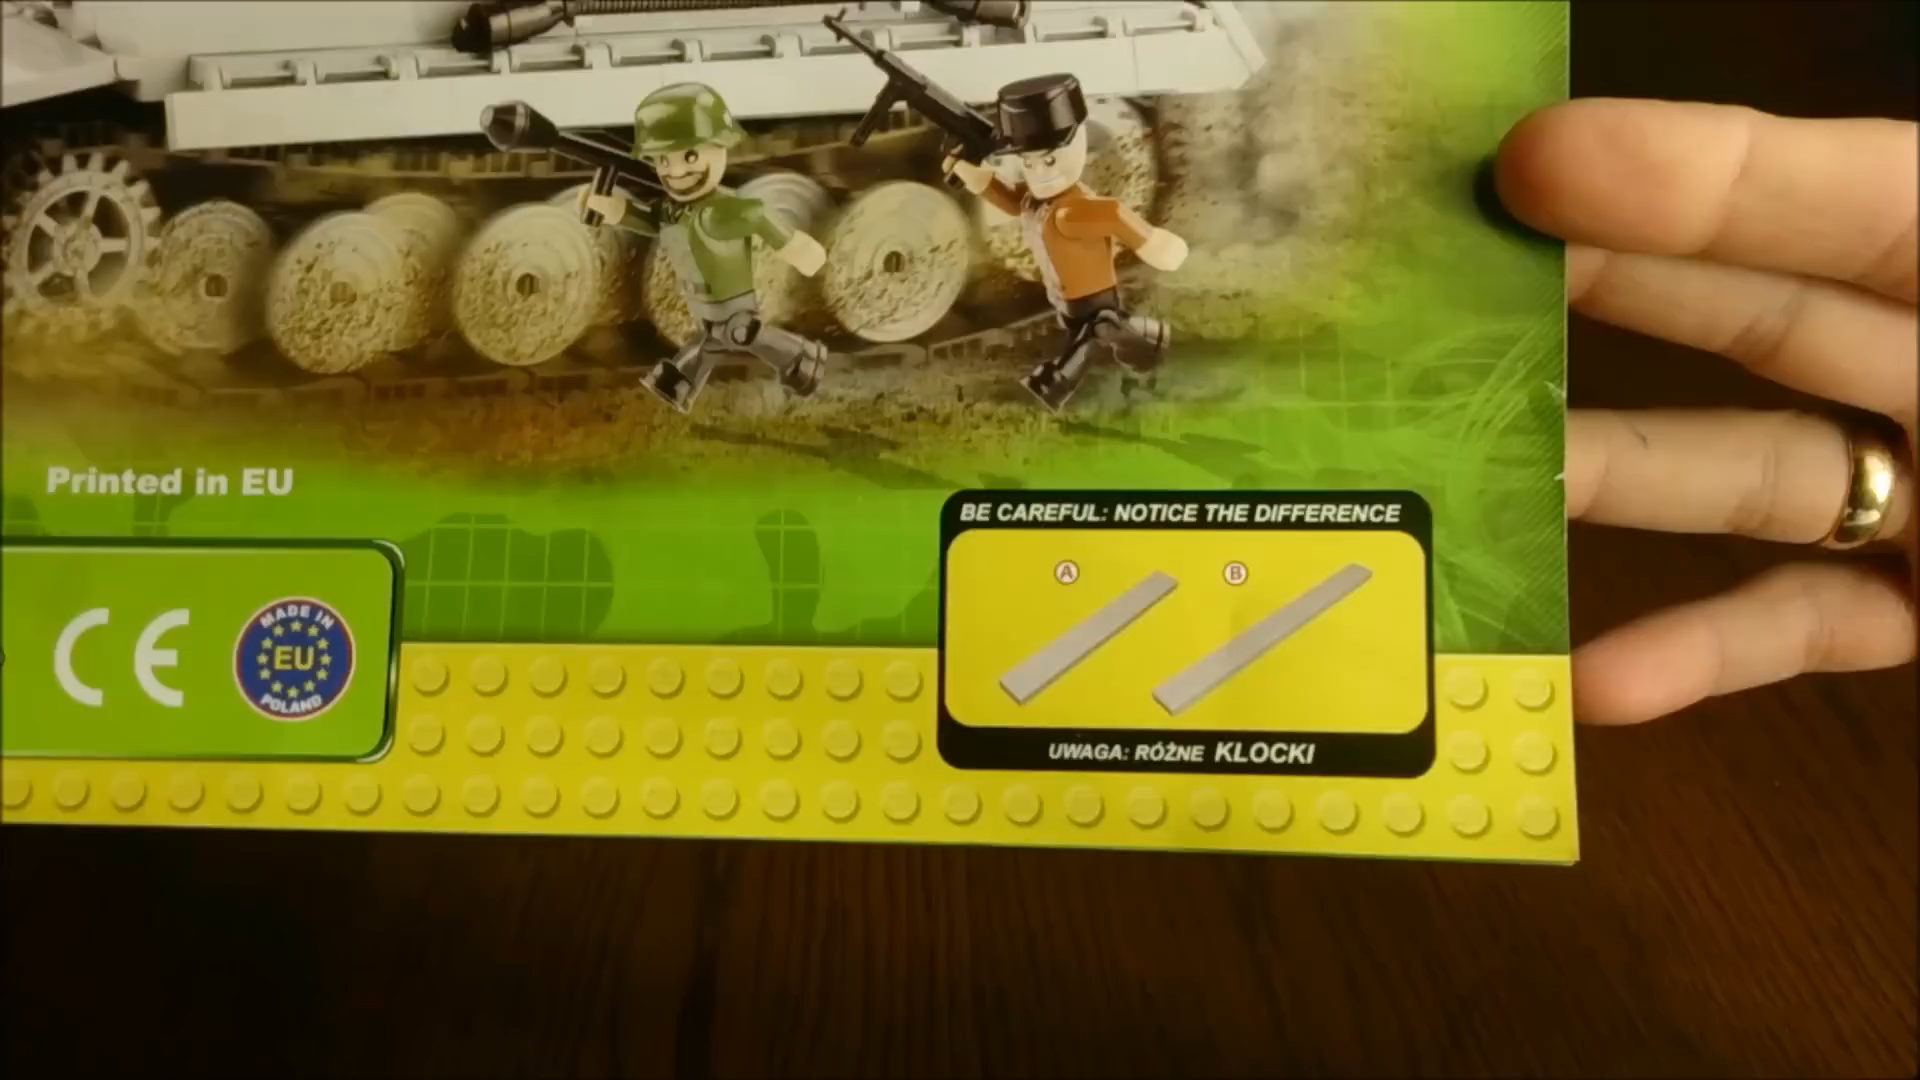 Printed in EU
BE CAREFUL: NOTICE THE DIFFERENCE
A B
CE
MADE IN
EU
POLAND
UWAGA: RÓŻNE KLOCKI